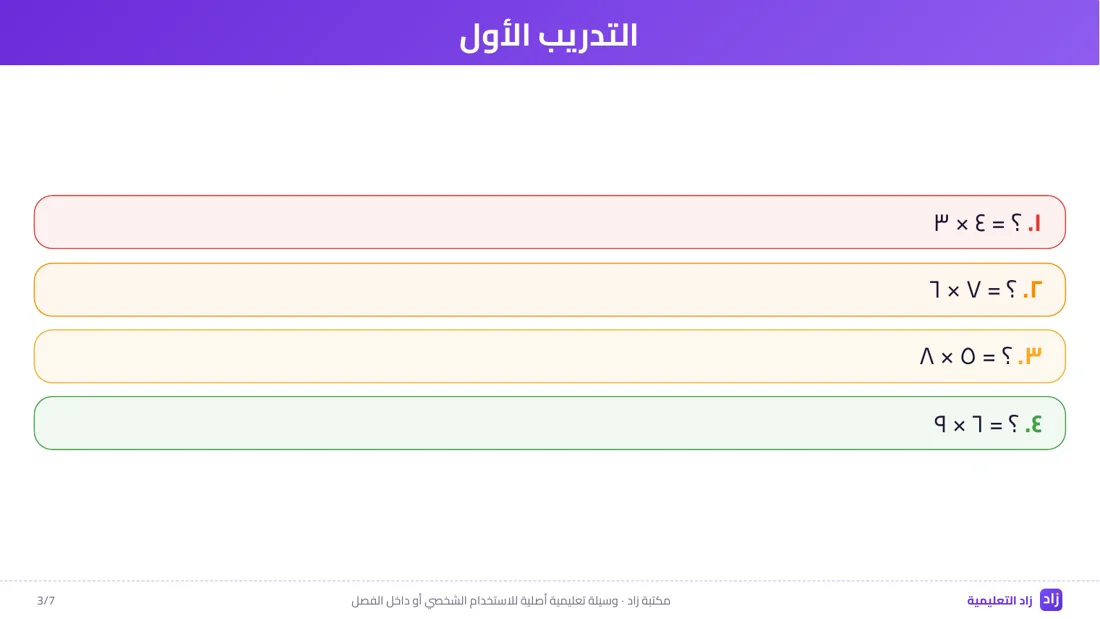 التدريب الأول
١. ٣ × ٤ = ؟
٢. ٦ × ٧ = ؟
٣. ٨ × ٥ = ؟
٤. ٩ × ٦ = ؟
زاد زاد التعليمية
مكتبة زاد · وسيلة تعليمية أصلية للاستخدام الشخصي أو داخل الفصل
3/7